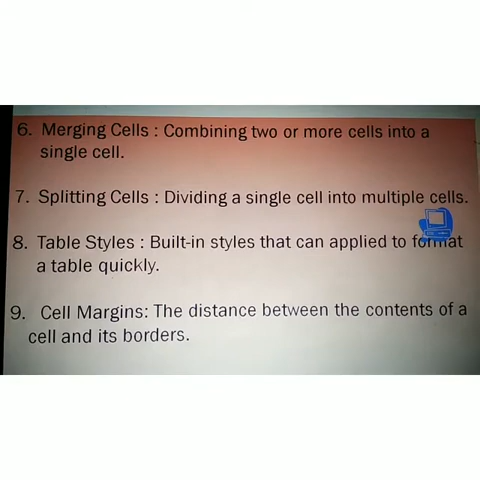 6. Merging Cells : Combining two or more cells into a
single cell.
7. Splitting Cells : Dividing a single cell into multiple cells.
8. Table Styles : Built-in styles that can applied to format
a table quickly.
9. Cell Margins: The distance between the contents of a
cell and its borders.